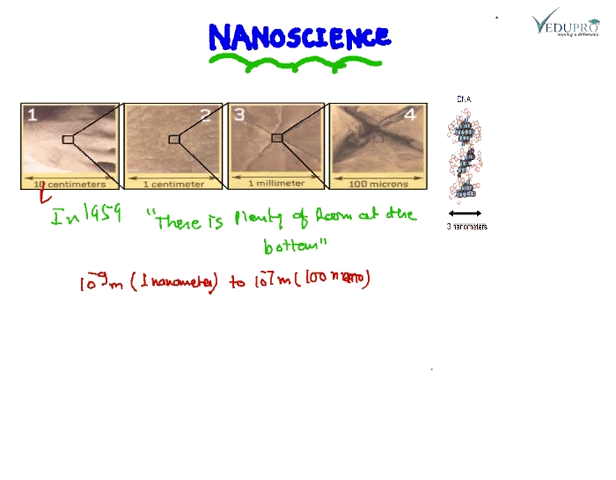 VEDUPRO
NANOSCIENCE
1 2 3 4
10 centimeters 1 centimeter 1 millimeter 100 microns
DNA
3 nanometers
In 1959 "There is Plenty of Room at the
bottom"
10⁻⁹m (1 nanometer) to 10⁻⁷m (100 nano)